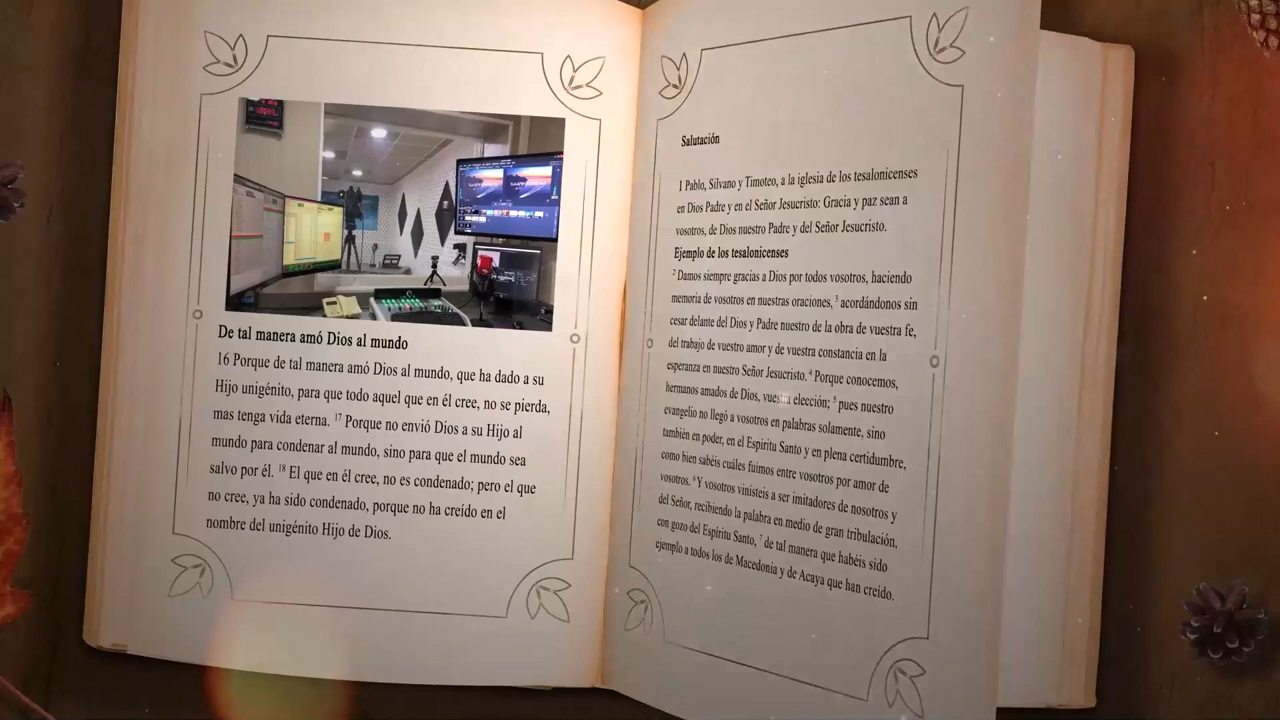 De tal manera amó Dios al mundo
16 Porque de tal manera amó Dios al mundo, que ha dado a su
Hijo unigénito, para que todo aquel que en él cree, no se pierda,
mas tenga vida eterna. 17 Porque no envió Dios a su Hijo al
mundo para condenar al mundo, sino para que el mundo sea
salvo por él. 18 El que en él cree, no es condenado; pero el que
no cree, ya ha sido condenado, porque no ha creído en el
nombre del unigénito Hijo de Dios.
Salutación
1 Pablo, Silvano y Timoteo, a la iglesia de los tesalonicenses
en Dios Padre y en el Señor Jesucristo: Gracia y paz sean a
vosotros, de Dios nuestro Padre y del Señor Jesucristo.
Ejemplo de los tesalonicenses
2 Damos siempre gracias a Dios por todos vosotros, haciendo
memoria de vosotros en nuestras oraciones, 3 acordándonos sin
cesar delante del Dios y Padre nuestro de la obra de vuestra fe,
del trabajo de vuestro amor y de vuestra constancia en la
esperanza en nuestro Señor Jesucristo. 4 Porque conocemos,
hermanos amados de Dios, vuestra elección; 5 pues nuestro
evangelio no llegó a vosotros en palabras solamente, sino
también en poder, en el Espíritu Santo y en plena certidumbre,
como bien sabéis cuáles fuimos entre vosotros por amor de
vosotros. 6 Y vosotros vinisteis a ser imitadores de nosotros y
del Señor, recibiendo la palabra en medio de gran tribulación,
con gozo del Espíritu Santo, 7 de tal manera que habéis sido
ejemplo a todos los de Macedonia y de Acaya que han creído.